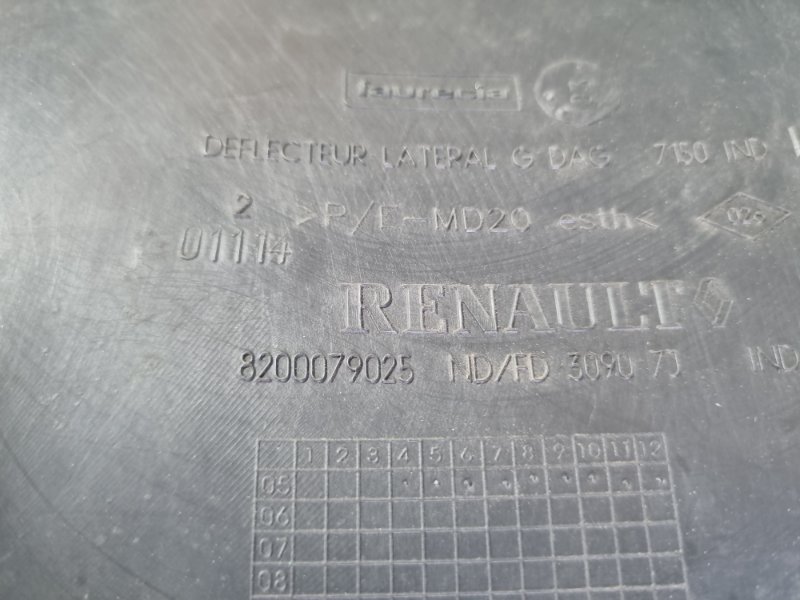 faurecia
DEFLECTEUR LATERAL G DAG 7150 IND
2 >P/E-MD20 esth<
01114
RENAULT
8200079025 ND/FD 3090 7J IND
1 2 3 4 5 6 7 8 9 10 11 12
05
06
07
08